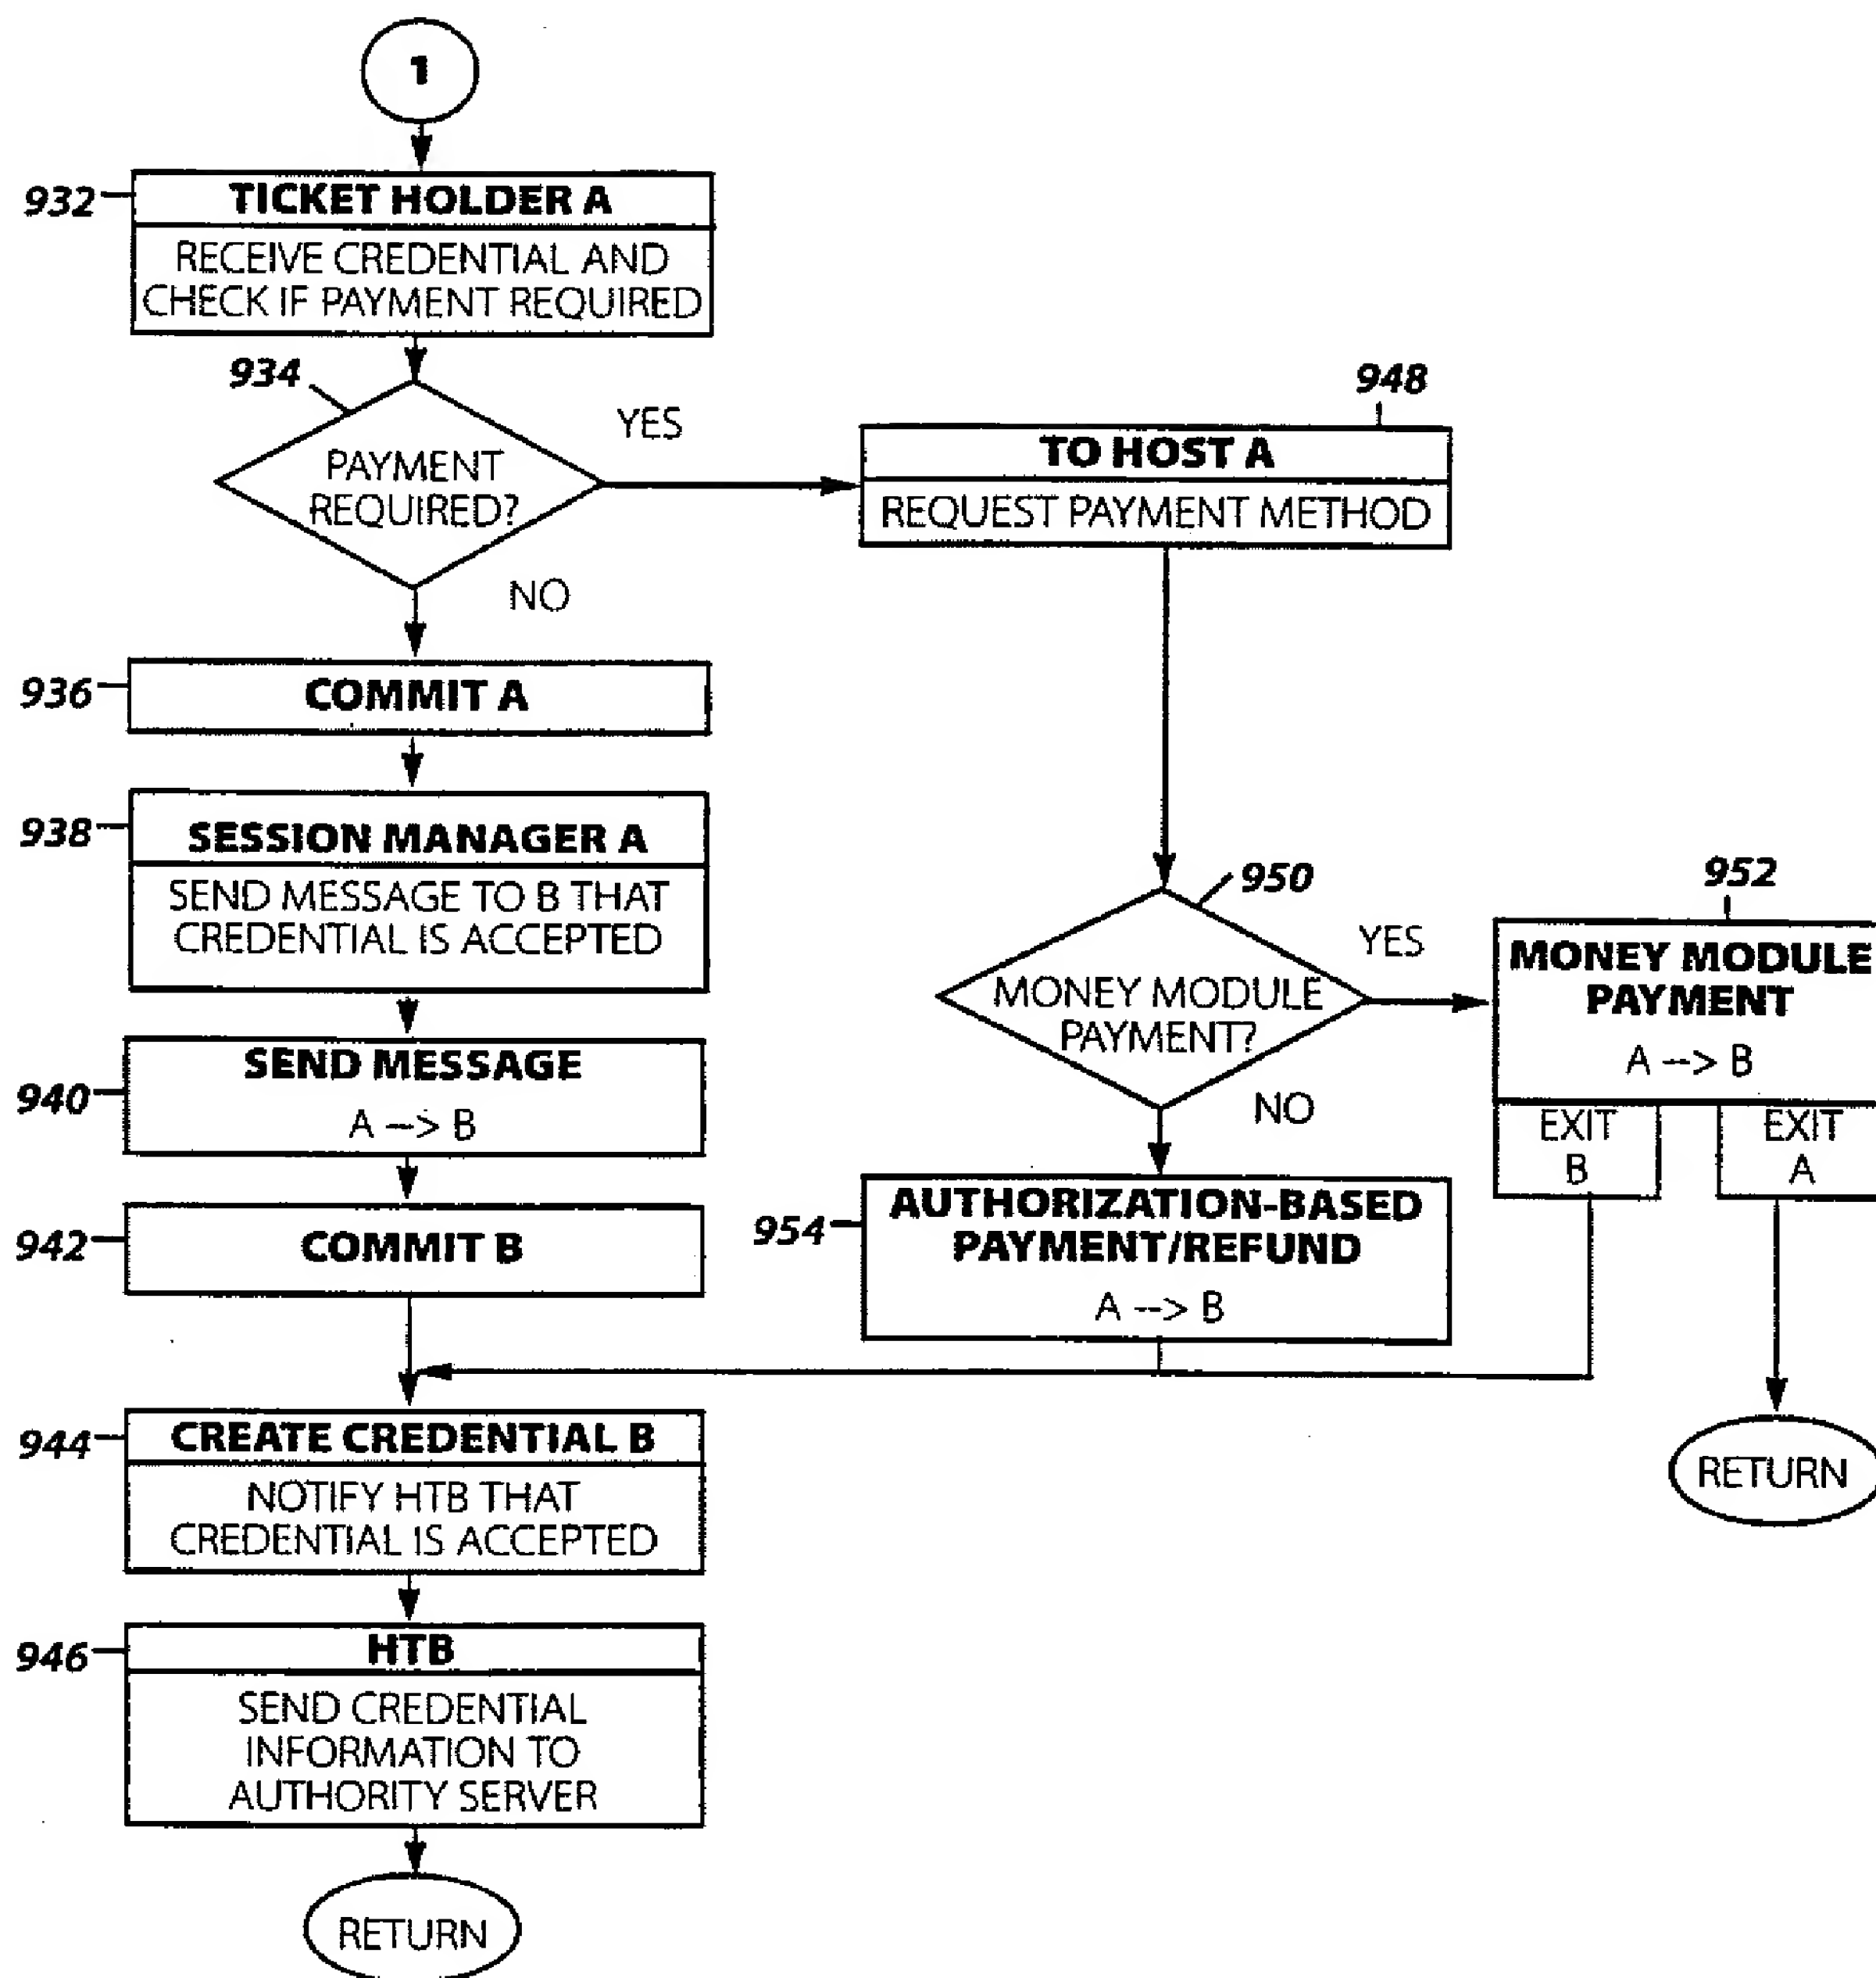 1
932
TICKET HOLDER A
RECEIVE CREDENTIAL AND
CHECK IF PAYMENT REQUIRED
934
PAYMENT
REQUIRED?
YES
NO
948
TO HOST A
REQUEST PAYMENT METHOD
936
COMMIT A
938
SESSION MANAGER A
SEND MESSAGE TO B THAT
CREDENTIAL IS ACCEPTED
940
SEND MESSAGE
A --> B
942
COMMIT B
950
MONEY MODULE
PAYMENT?
YES
NO
952
MONEY MODULE
PAYMENT
A --> B
EXIT
B
EXIT
A
RETURN
954
AUTHORIZATION-BASED
PAYMENT/REFUND
A --> B
944
CREATE CREDENTIAL B
NOTIFY HTB THAT
CREDENTIAL IS ACCEPTED
946
HTB
SEND CREDENTIAL
INFORMATION TO
AUTHORITY SERVER
RETURN